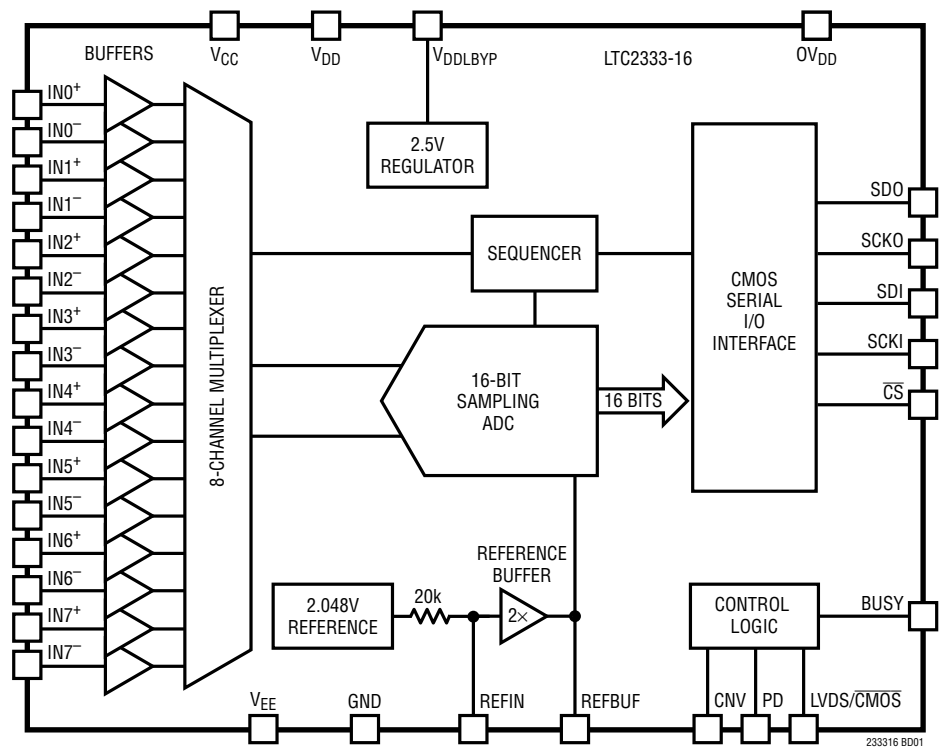 BUFFERS
V_CC
V_DD
V_DDLBYP
LTC2333-16
OV_DD
IN0+
IN0–
IN1+
IN1–
IN2+
IN2–
IN3+
IN3–
IN4+
IN4–
IN5+
IN5–
IN6+
IN6–
IN7+
IN7–
8-CHANNEL MULTIPLEXER
2.5V
REGULATOR
SEQUENCER
16-BIT
SAMPLING
ADC
16 BITS
CMOS
SERIAL
I/O
INTERFACE
SDO
SCKO
SDI
SCKI
C̅S̅
2.048V
REFERENCE
20k
REFERENCE
BUFFER
2×
CONTROL
LOGIC
BUSY
V_EE
GND
REFIN
REFBUF
CNV
PD
LVDS/C̅M̅O̅S̅
233316 BD01